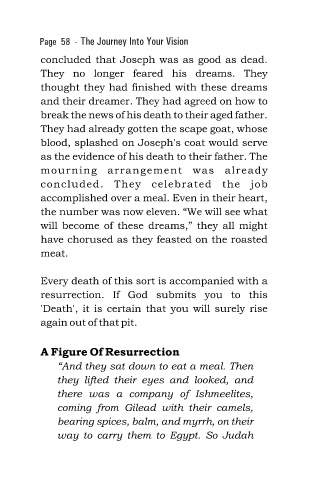 Page 58 - The Journey Into Your Vision
concluded that Joseph was as good as dead.
They no longer feared his dreams. They
thought they had finished with these dreams
and their dreamer. They had agreed on how to
break the news of his death to their aged father.
They had already gotten the scape goat, whose
blood, splashed on Joseph's coat would serve
as the evidence of his death to their father. The
mourning arrangement was already
concluded. They celebrated the job
accomplished over a meal. Even in their heart,
the number was now eleven. “We will see what
will become of these dreams,” they all might
have chorused as they feasted on the roasted
meat.
Every death of this sort is accompanied with a
resurrection. If God submits you to this
'Death', it is certain that you will surely rise
again out of that pit.
A Figure Of Resurrection
“And they sat down to eat a meal. Then
they lifted their eyes and looked, and
there was a company of Ishmeelites,
coming from Gilead with their camels,
bearing spices, balm, and myrrh, on their
way to carry them to Egypt. So Judah